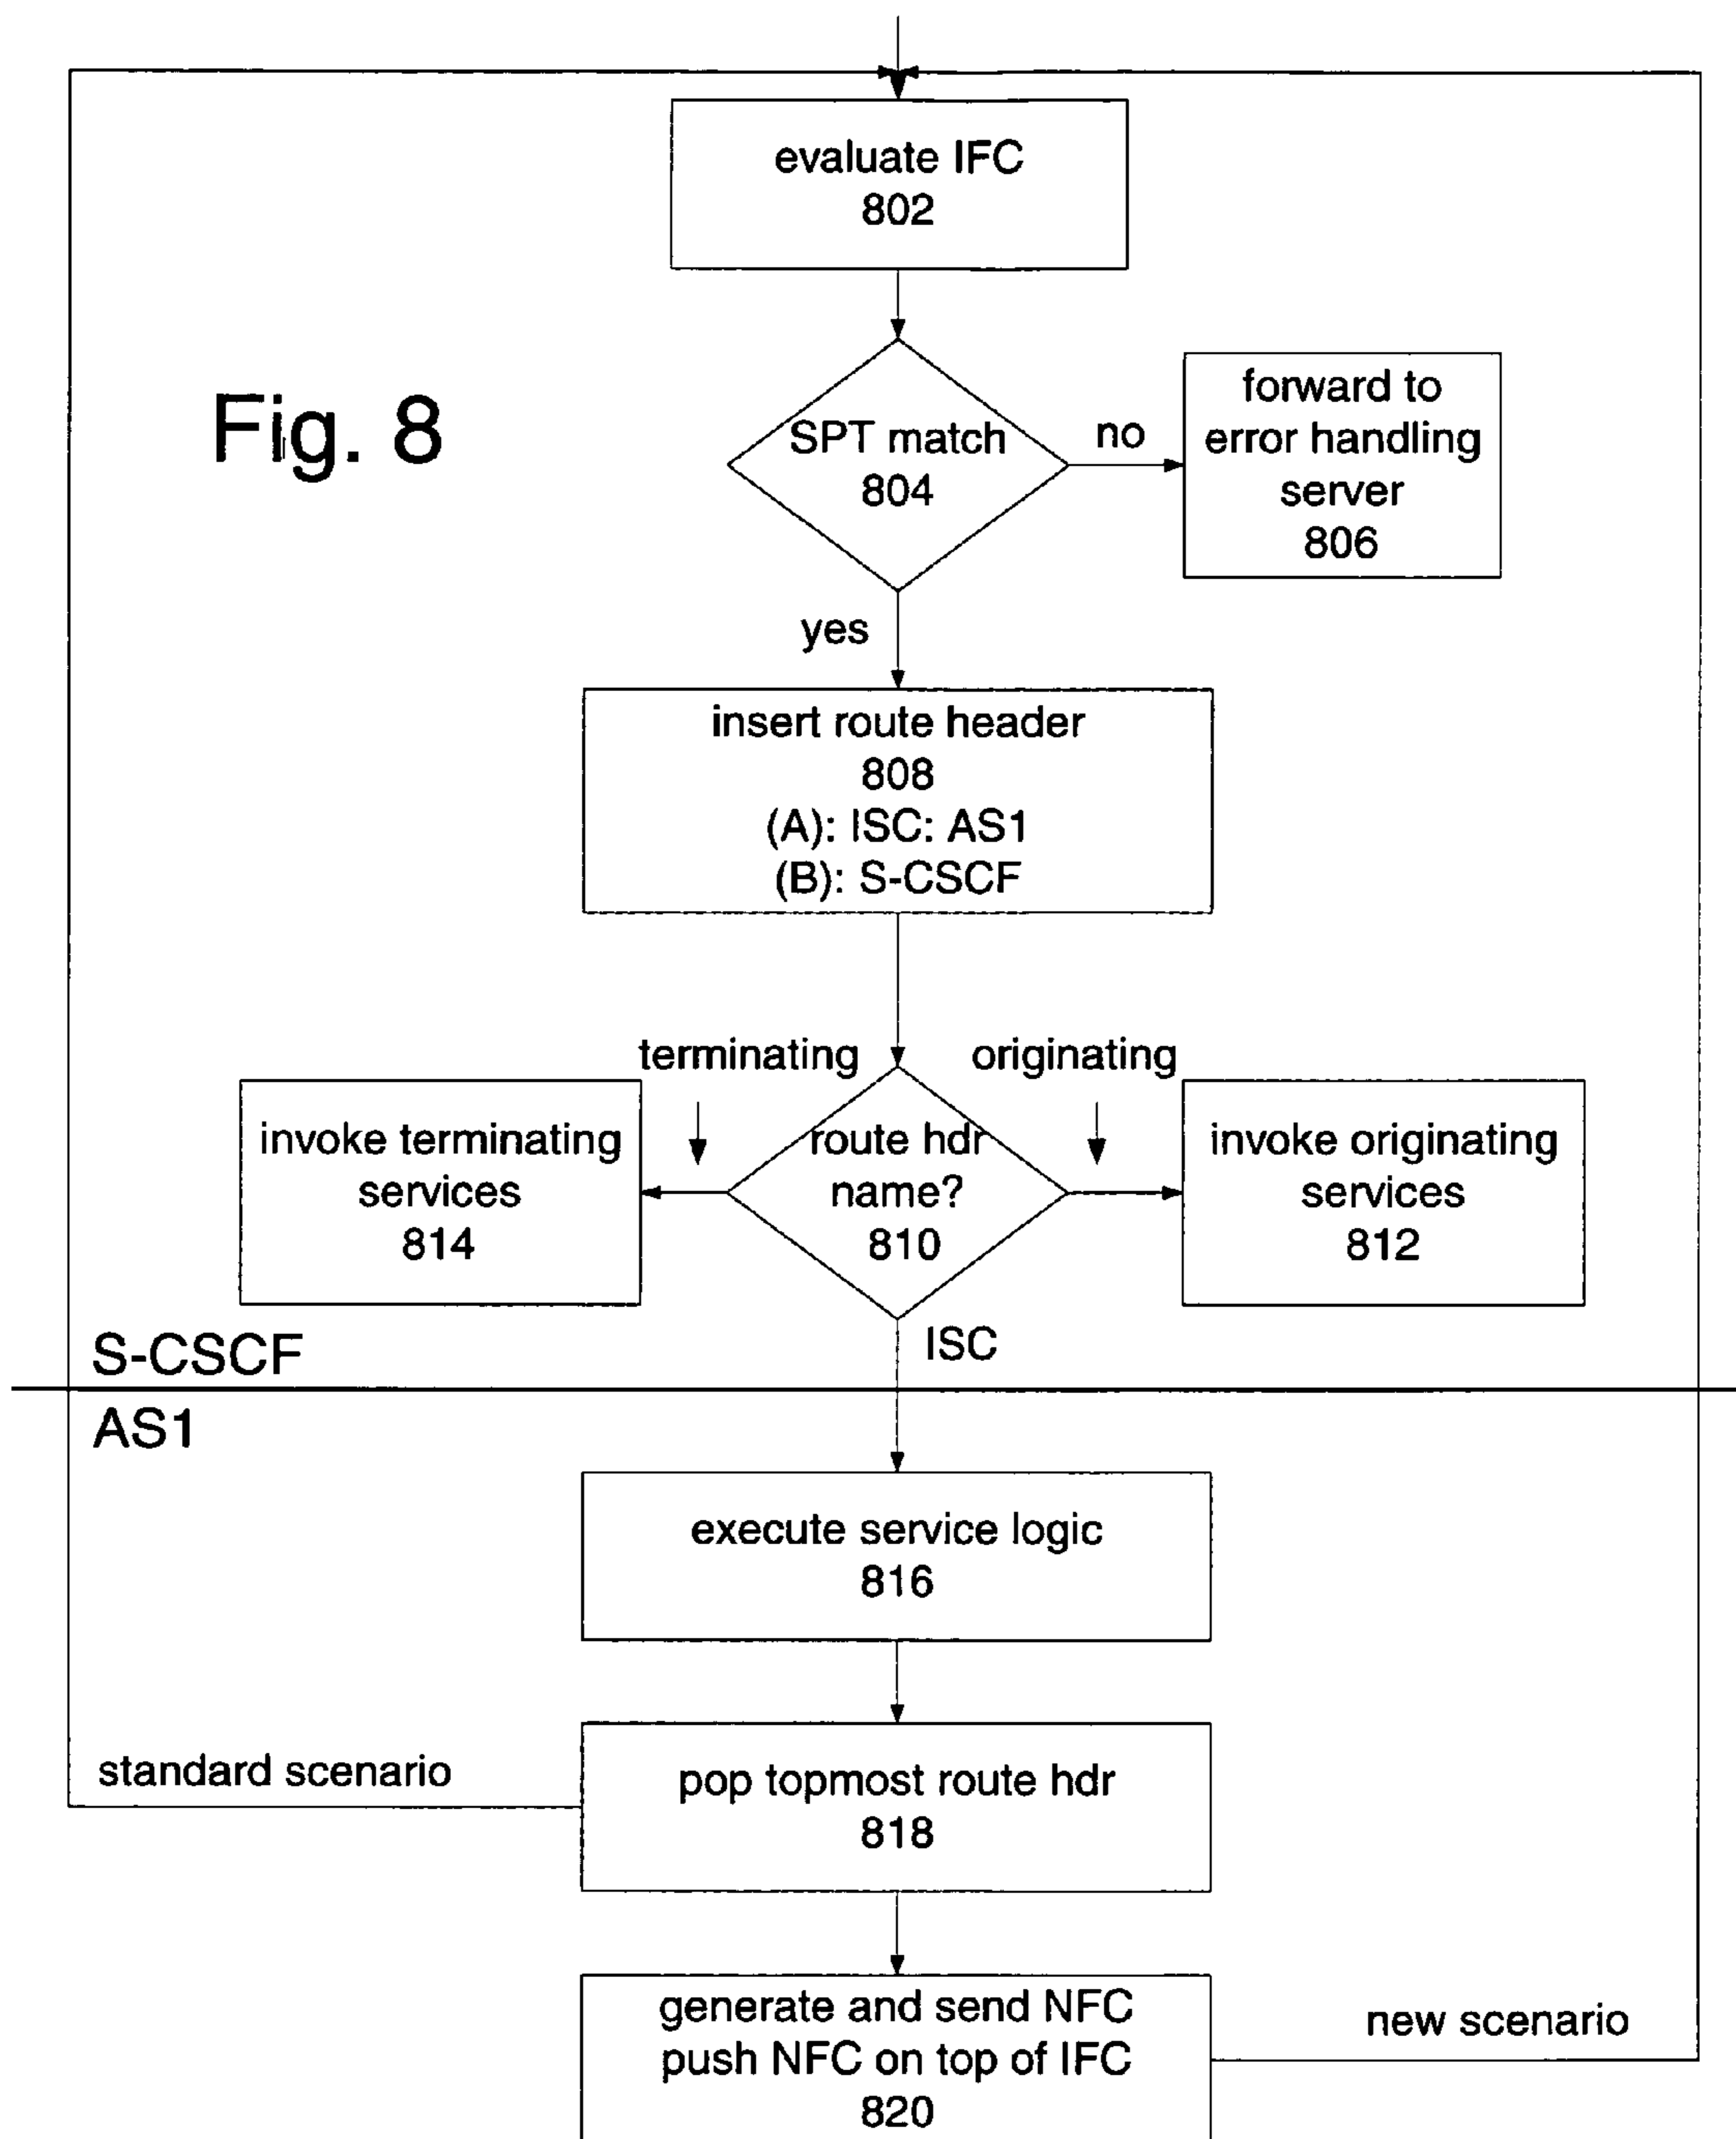 evaluate IFC
802
Fig. 8
SPT match
804
no
forward to
error handling
server
806
yes
insert route header
808
(A): ISC: AS1
(B): S-CSCF
terminating
originating
invoke terminating
services
814
route hdr
name?
810
invoke originating
services
812
ISC
S-CSCF
AS1
execute service logic
816
standard scenario
pop topmost route hdr
818
generate and send NFC
push NFC on top of IFC
820
new scenario